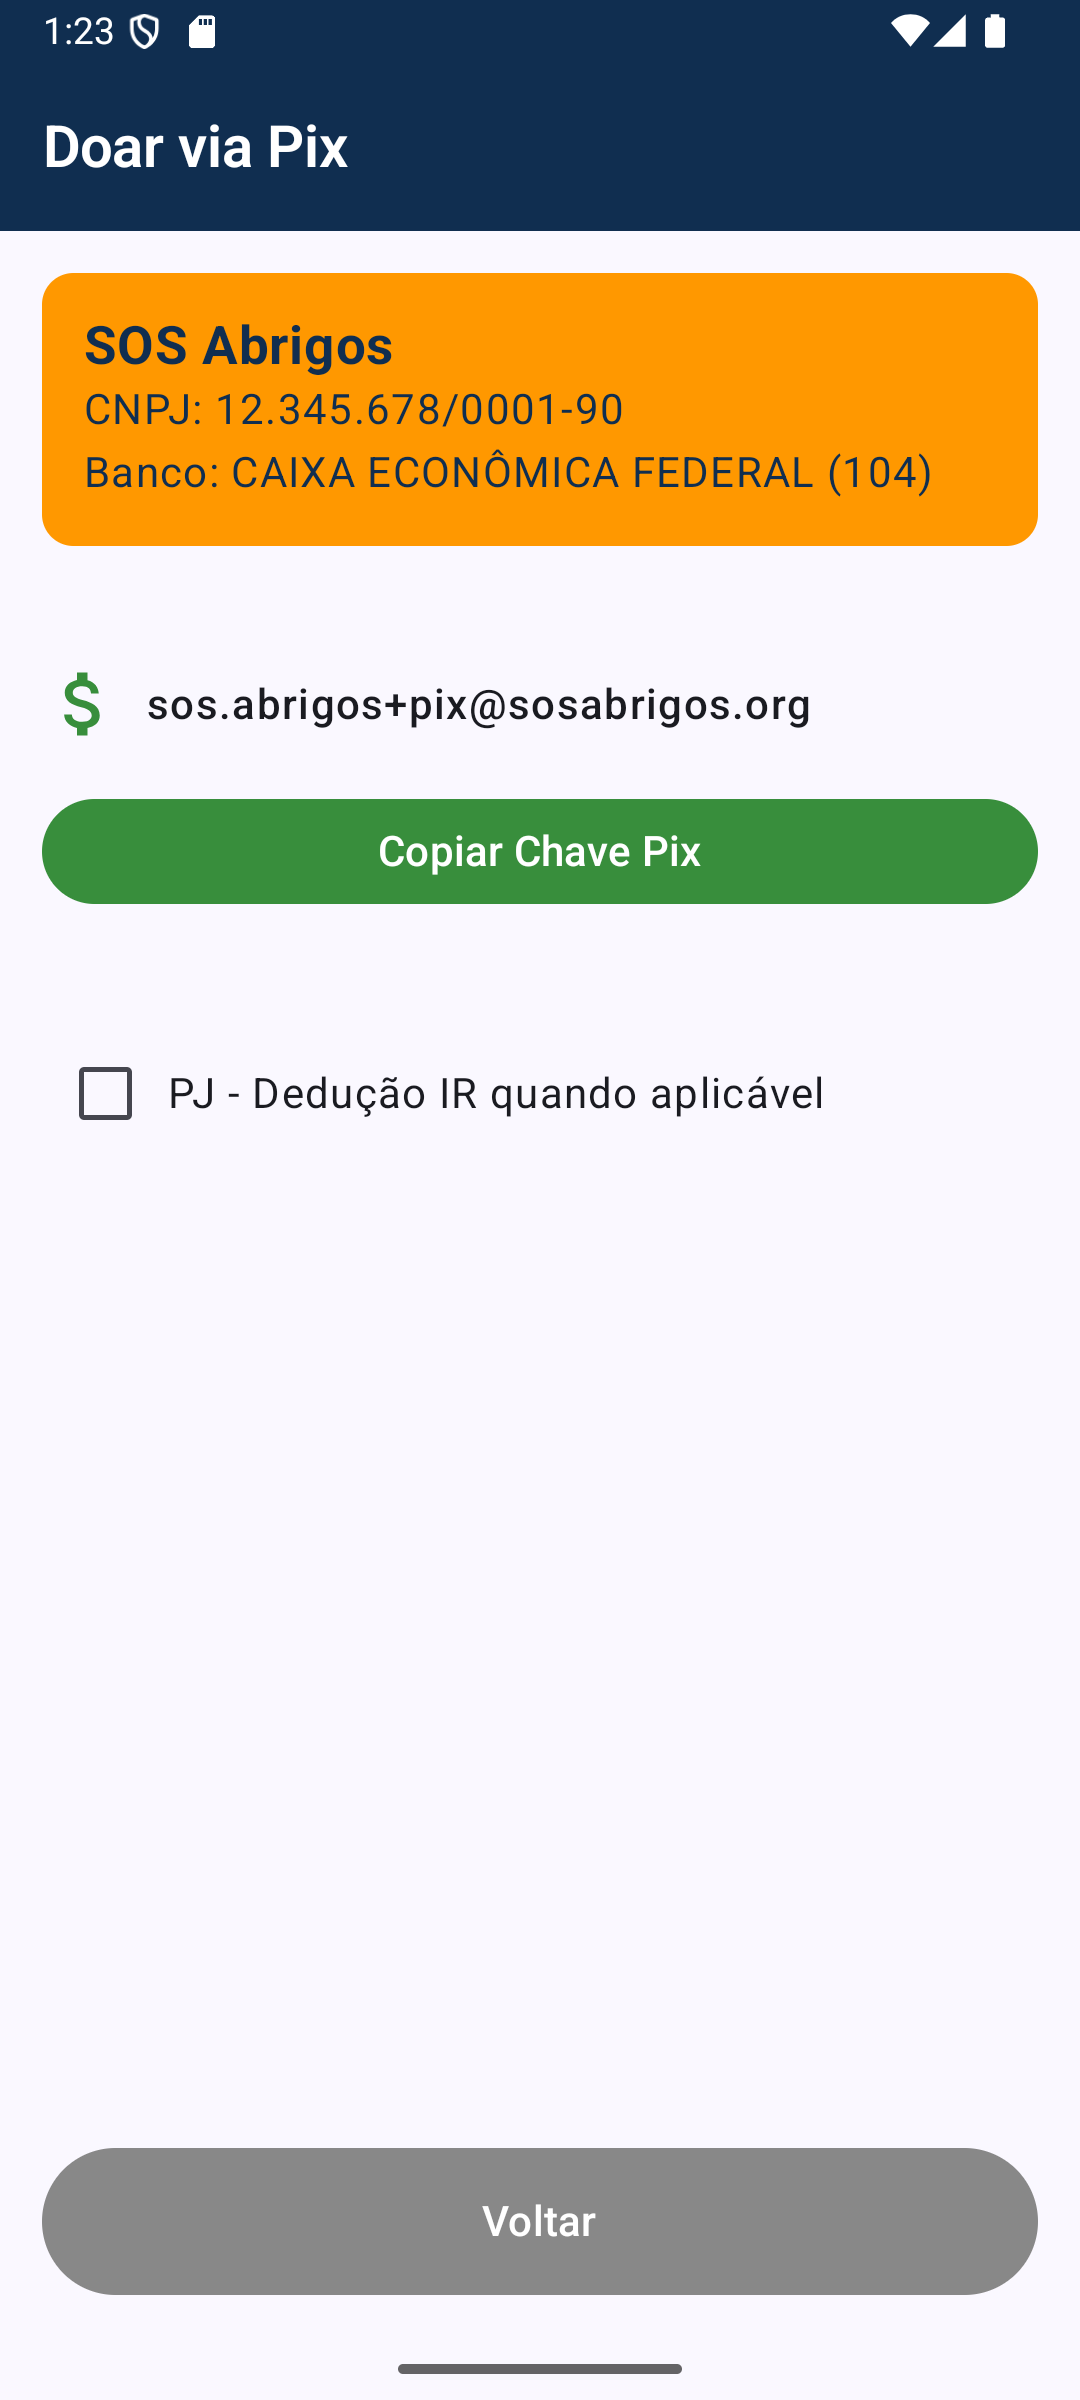 1:23
Doar via Pix
SOS Abrigos
CNPJ: 12.345.678/0001-90
Banco: CAIXA ECONÔMICA FEDERAL (104)
sos.abrigos+pix@sosabrigos.org
Copiar Chave Pix
PJ - Dedução IR quando aplicável
Voltar